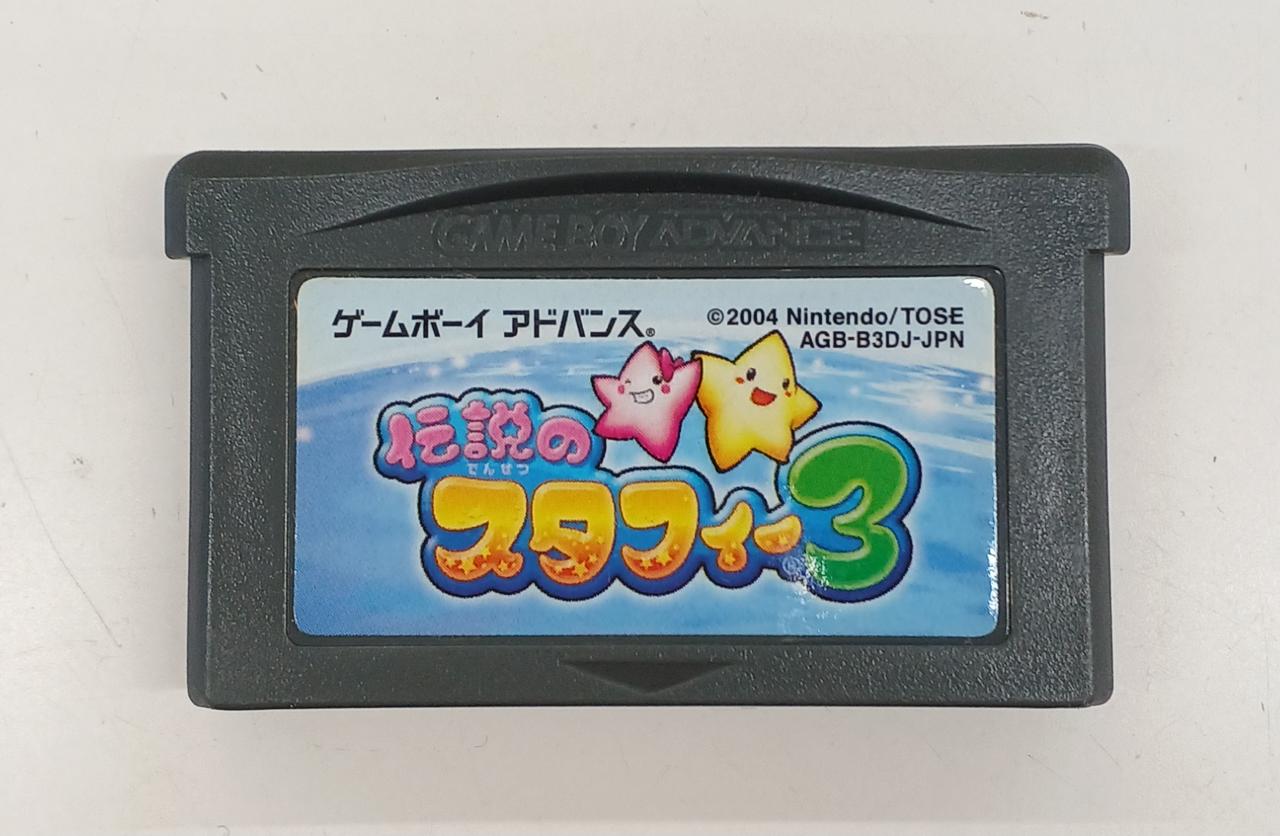 GAME BOY ADVANCE
ゲームボーイ アドバンス®
©2004 Nintendo/TOSE
AGB-B3DJ-JPN
伝説の
でんせつ
スタフィー3®